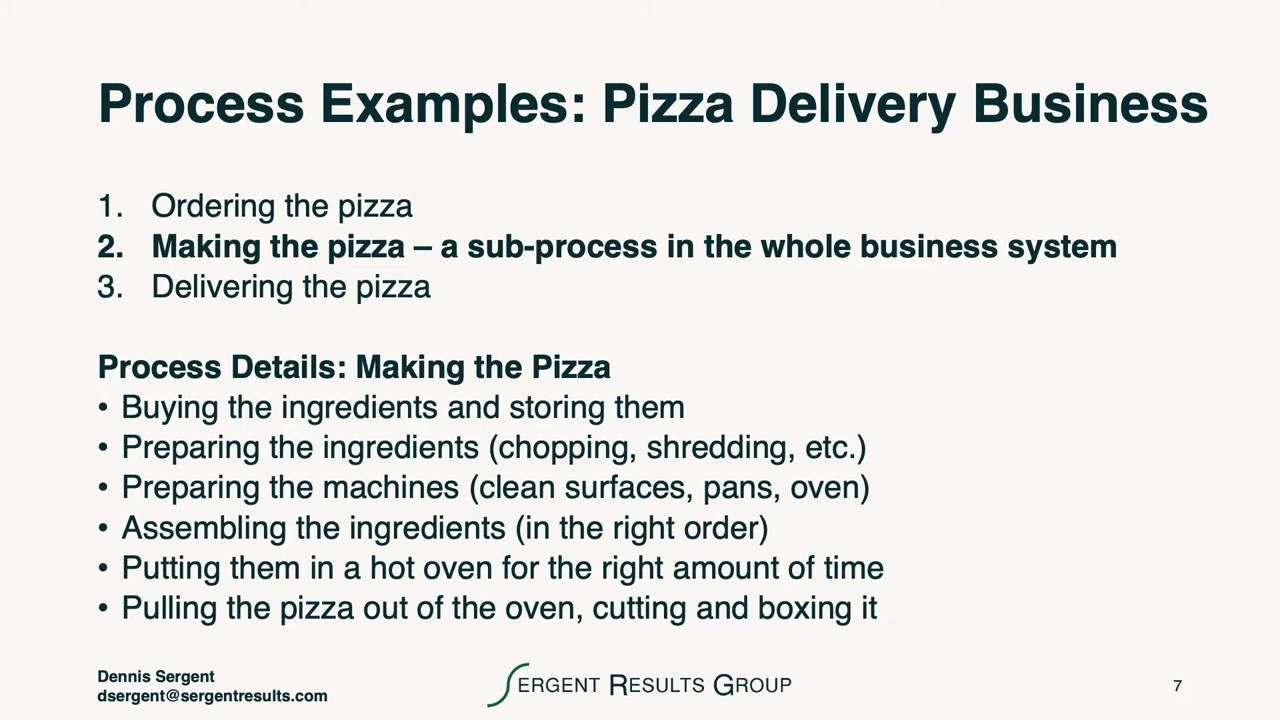 Process Examples: Pizza Delivery Business
1. Ordering the pizza
2. Making the pizza – a sub-process in the whole business system
3. Delivering the pizza
Process Details: Making the Pizza
• Buying the ingredients and storing them
• Preparing the ingredients (chopping, shredding, etc.)
• Preparing the machines (clean surfaces, pans, oven)
• Assembling the ingredients (in the right order)
• Putting them in a hot oven for the right amount of time
• Pulling the pizza out of the oven, cutting and boxing it
Dennis Sergent
dsergent@sergentresults.com
SERGENT RESULTS GROUP
7